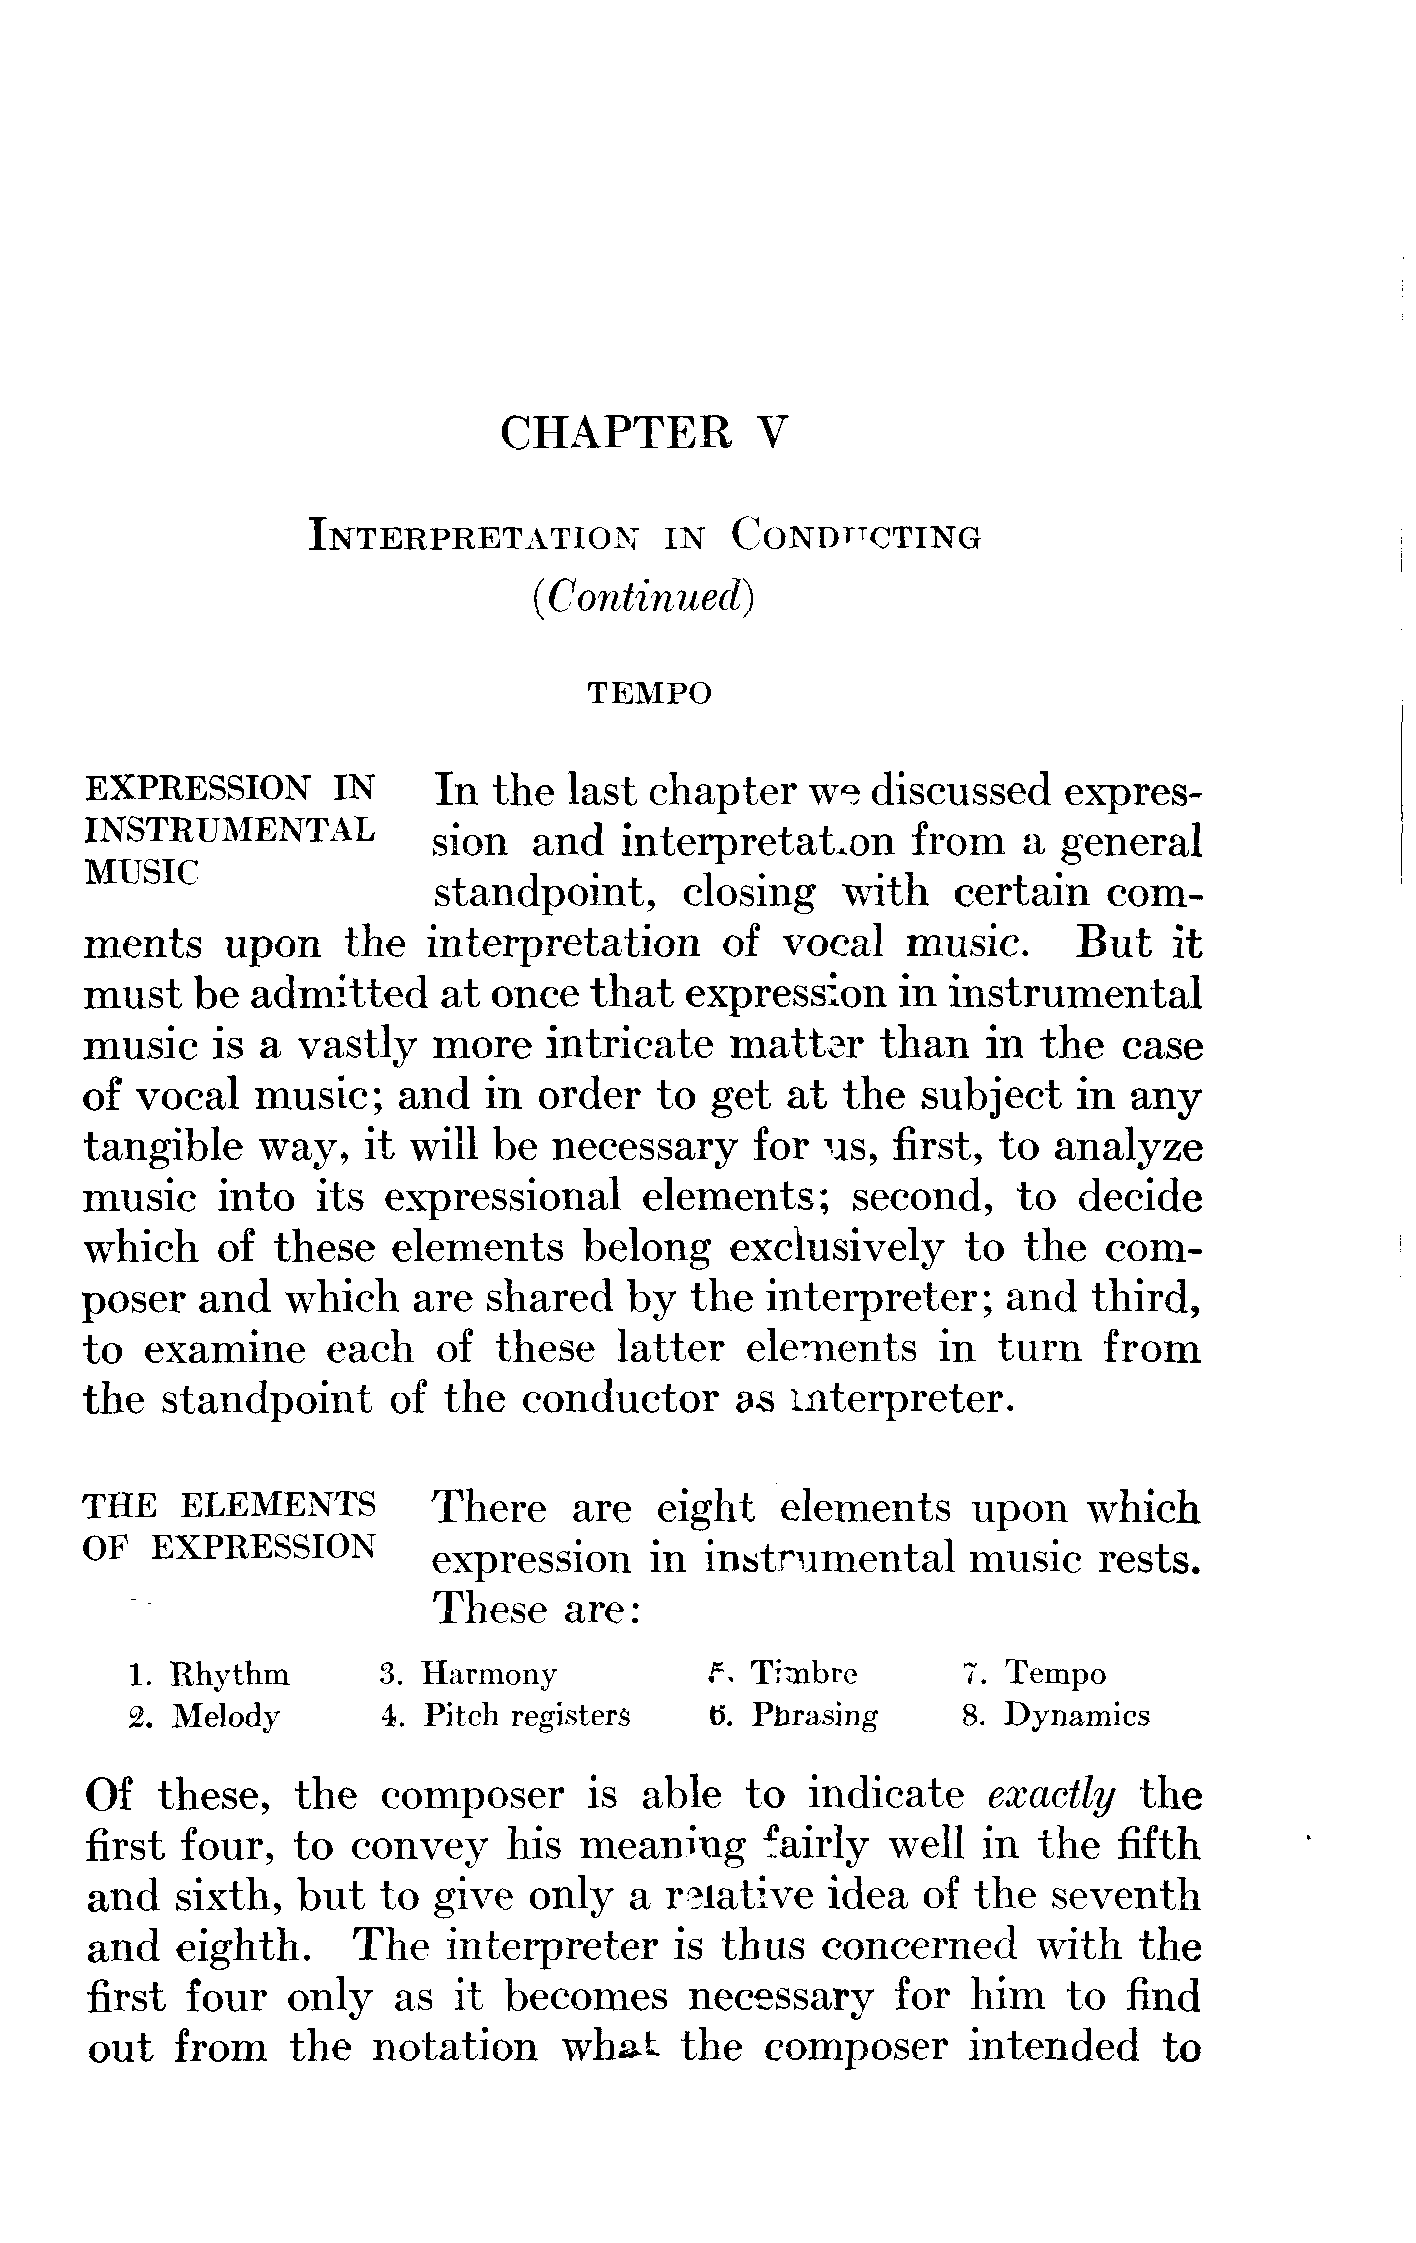 CHAPTER V
INTERPRETATION IN CONDUCTING
(Continued)
TEMPO
EXPRESSION IN
INSTRUMENTAL
MUSIC
In the last chapter we discussed expres-
sion and interpretation from a general
standpoint, closing with certain com-
ments upon the interpretation of vocal music. But it
must be admitted at once that expression in instrumental
music is a vastly more intricate matter than in the case
of vocal music; and in order to get at the subject in any
tangible way, it will be necessary for us, first, to analyze
music into its expressional elements; second, to decide
which of these elements belong exclusively to the com-
poser and which are shared by the interpreter; and third,
to examine each of these latter elements in turn from
the standpoint of the conductor as interpreter.
THE ELEMENTS
OF EXPRESSION
There are eight elements upon which
expression in instrumental music rests.
These are:
1. Rhythm 3. Harmony 5. Timbre 7. Tempo
2. Melody 4. Pitch registers 6. Phrasing 8. Dynamics
Of these, the composer is able to indicate exactly the
first four, to convey his meaning fairly well in the fifth
and sixth, but to give only a relative idea of the seventh
and eighth. The interpreter is thus concerned with the
first four only as it becomes necessary for him to find
out from the notation what the composer intended to